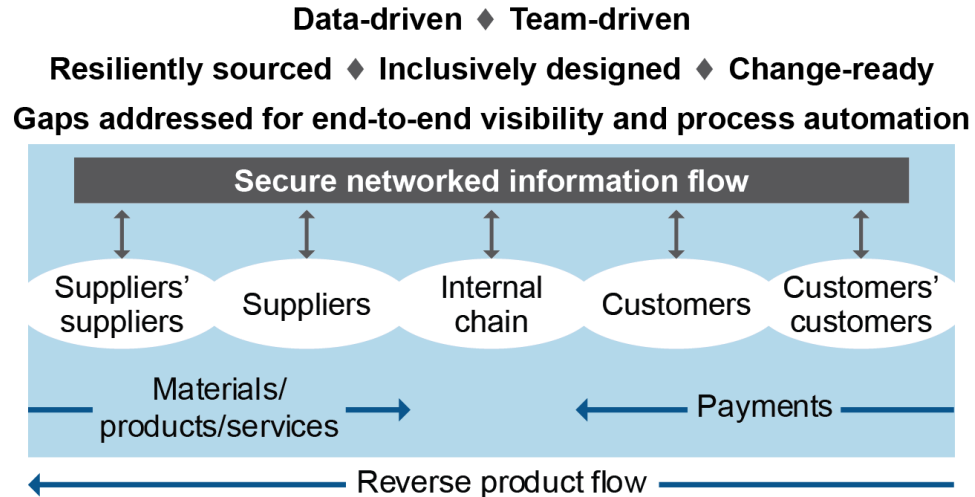 Data-driven ♦ Team-driven
Resiliently sourced ♦ Inclusively designed ♦ Change-ready
Gaps addressed for end-to-end visibility and process automation
Secure networked information flow
Suppliers’
suppliers
Suppliers
Internal
chain
Customers
Customers’
customers
Materials/
products/services
Payments
Reverse product flow